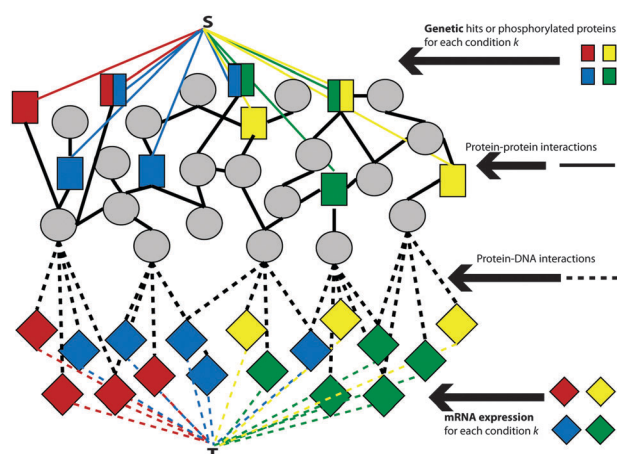 S
Genetic hits or phosphorylated proteins
for each condition k
Protein-protein interactions
Protein-DNA interactions
mRNA expression
for each condition k
T